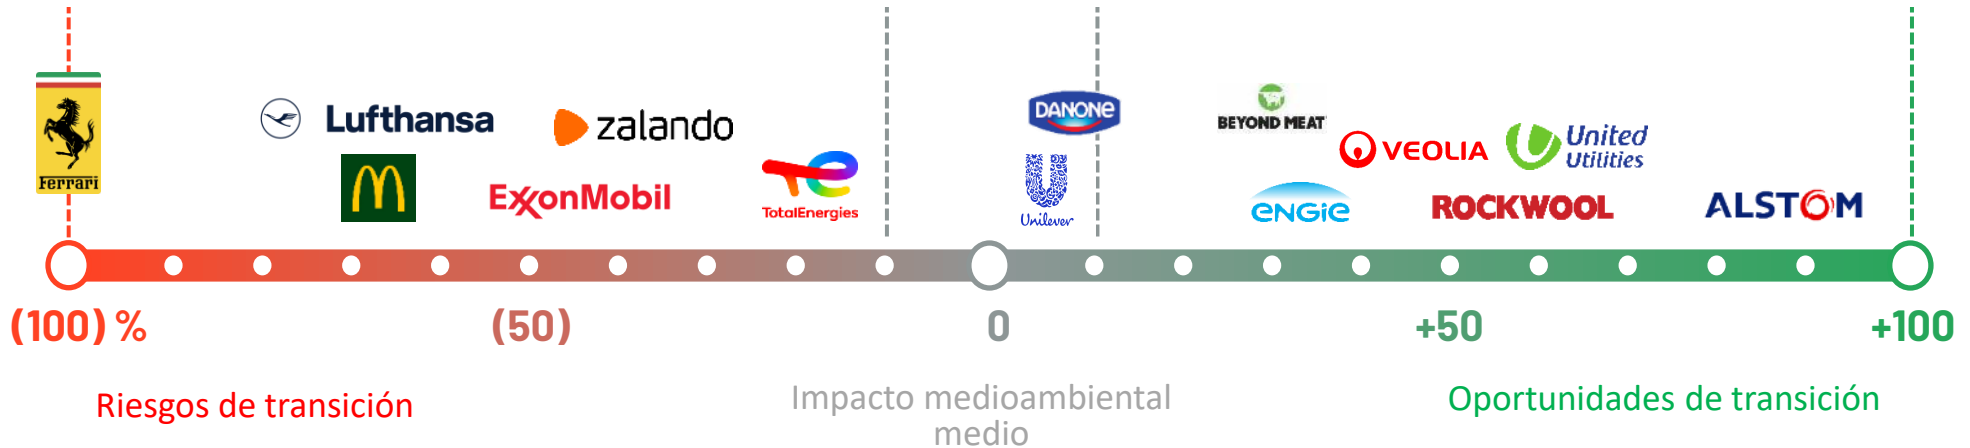 Ferrari
Lufthansa
zalando
ExxonMobil
TotalEnergies
DANONE
Unilever
BEYOND MEAT
VEOLIA
United
Utilities
ENGIE
ROCKWOOL
ALSTOM
(100) %
(50)
0
+50
+100
Riesgos de transición
Impacto medioambiental
medio
Oportunidades de transición